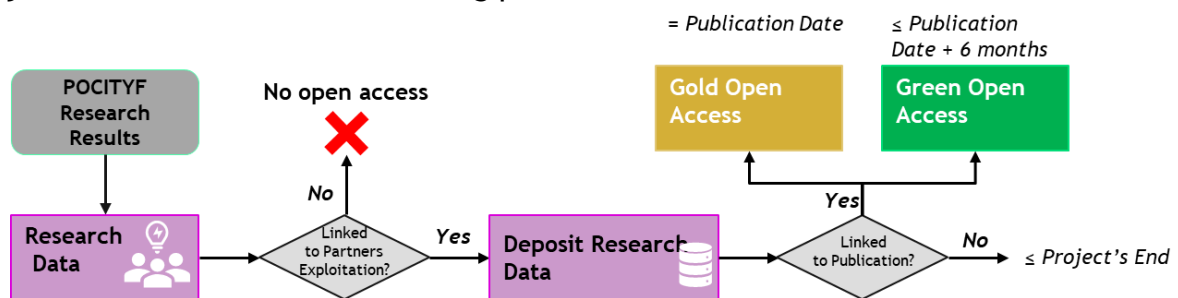 = Publication Date
≤ Publication
Date + 6 months
POCITYF
Research
Results
No open access
Gold Open
Access
Green Open
Access
No
Yes
Research
Data
Linked
to Partners
Exploitation?
Yes
Deposit Research
Data
Linked
to Publication?
No
≤ Project's End